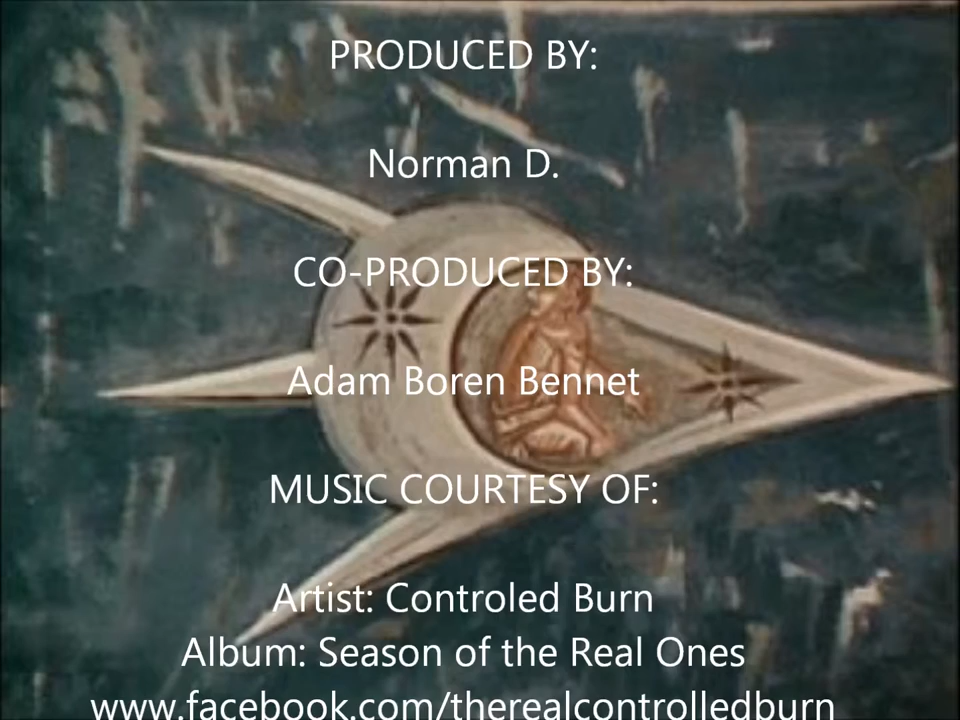 PRODUCED BY:
Norman D.
CO-PRODUCED BY:
Adam Boren Bennet
MUSIC COURTESY OF:
Artist: Controled Burn
Album: Season of the Real Ones
www.facebook.com/therealcontrolledburn